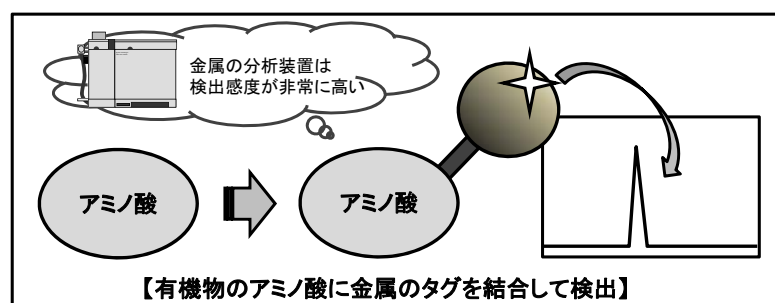 金属の分析装置は
検出感度が非常に高い
アミノ酸
アミノ酸
【有機物のアミノ酸に金属のタグを結合して検出】